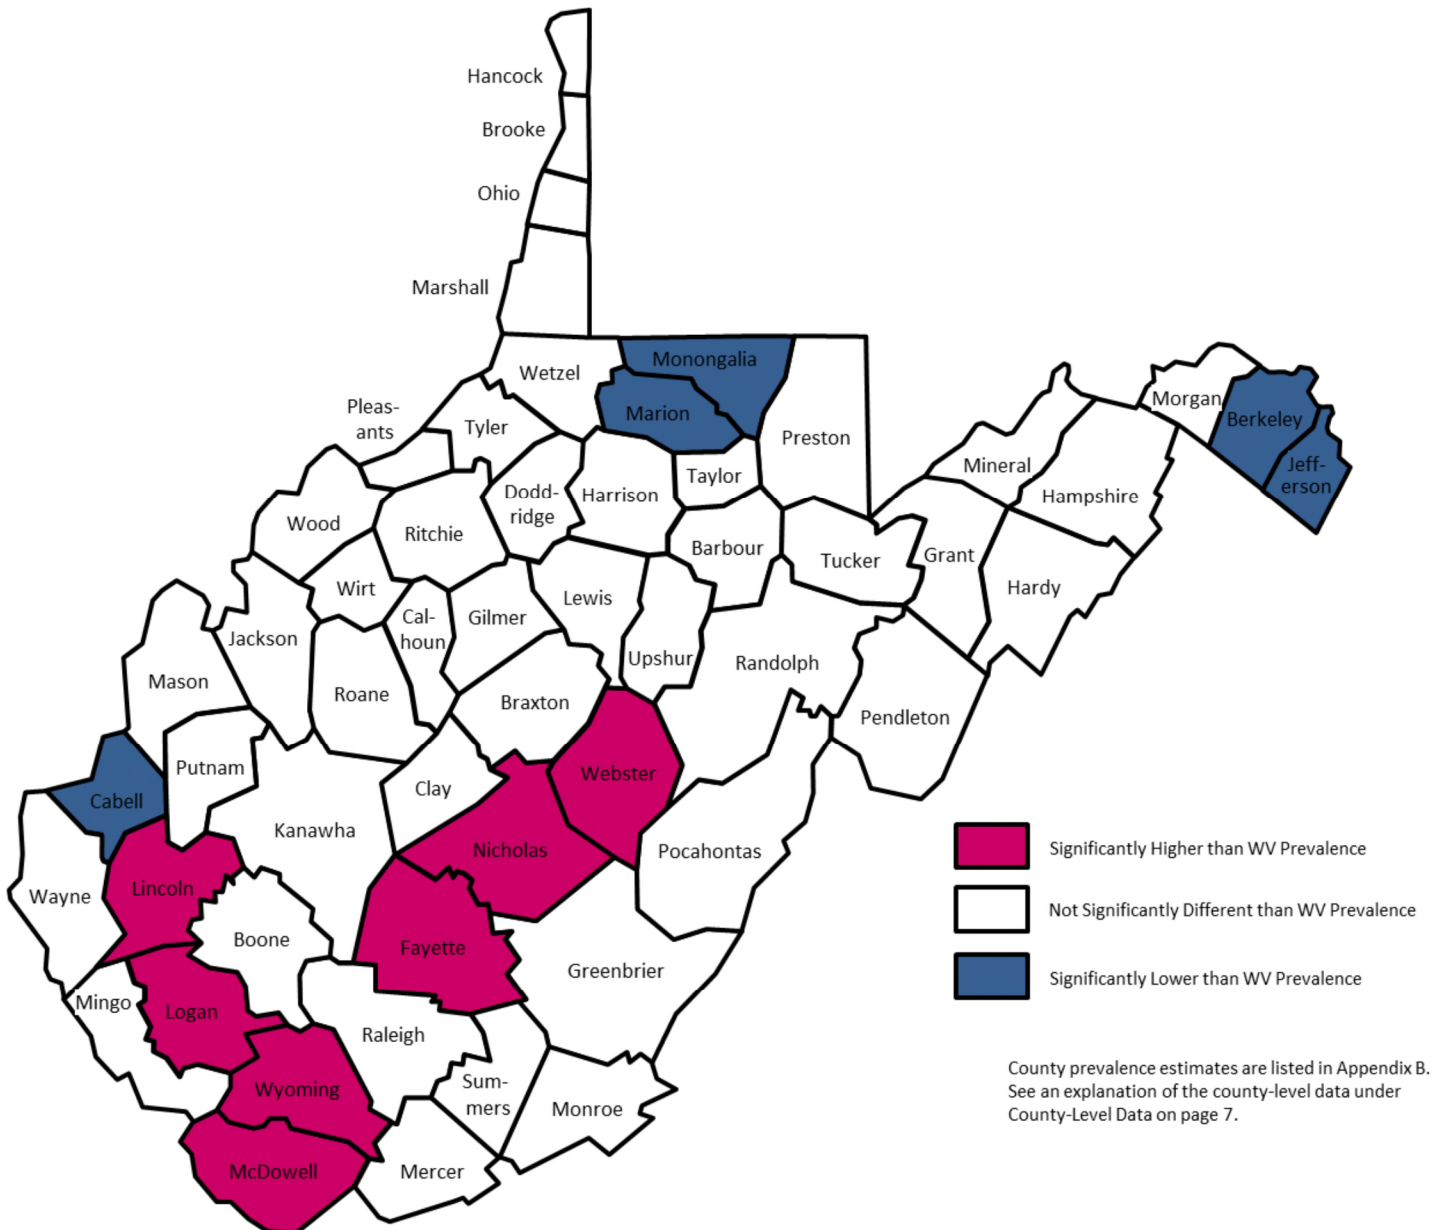 Hancock
Brooke
Ohio
Marshall
Wetzel
Monongalia
Marion
Preston
Morgan
Berkeley
Jeff-
erson
Pleas-
ants
Tyler
Taylor
Mineral
Hampshire
Wood
Ritchie
Dodd-
ridge
Harrison
Barbour
Tucker
Grant
Hardy
Wirt
Cal-
houn
Gilmer
Lewis
Upshur
Randolph
Jackson
Mason
Roane
Braxton
Pendleton
Putnam
Cabell
Clay
Webster
Kanawha
Nicholas
Pocahontas
Wayne
Lincoln
Boone
Fayette
Greenbrier
Mingo
Logan
Raleigh
Wyoming
Sum-
mers
Monroe
McDowell
Mercer
Significantly Higher than WV Prevalence
Not Significantly Different than WV Prevalence
Significantly Lower than WV Prevalence
County prevalence estimates are listed in Appendix B.
See an explanation of the county-level data under
County-Level Data on page 7.